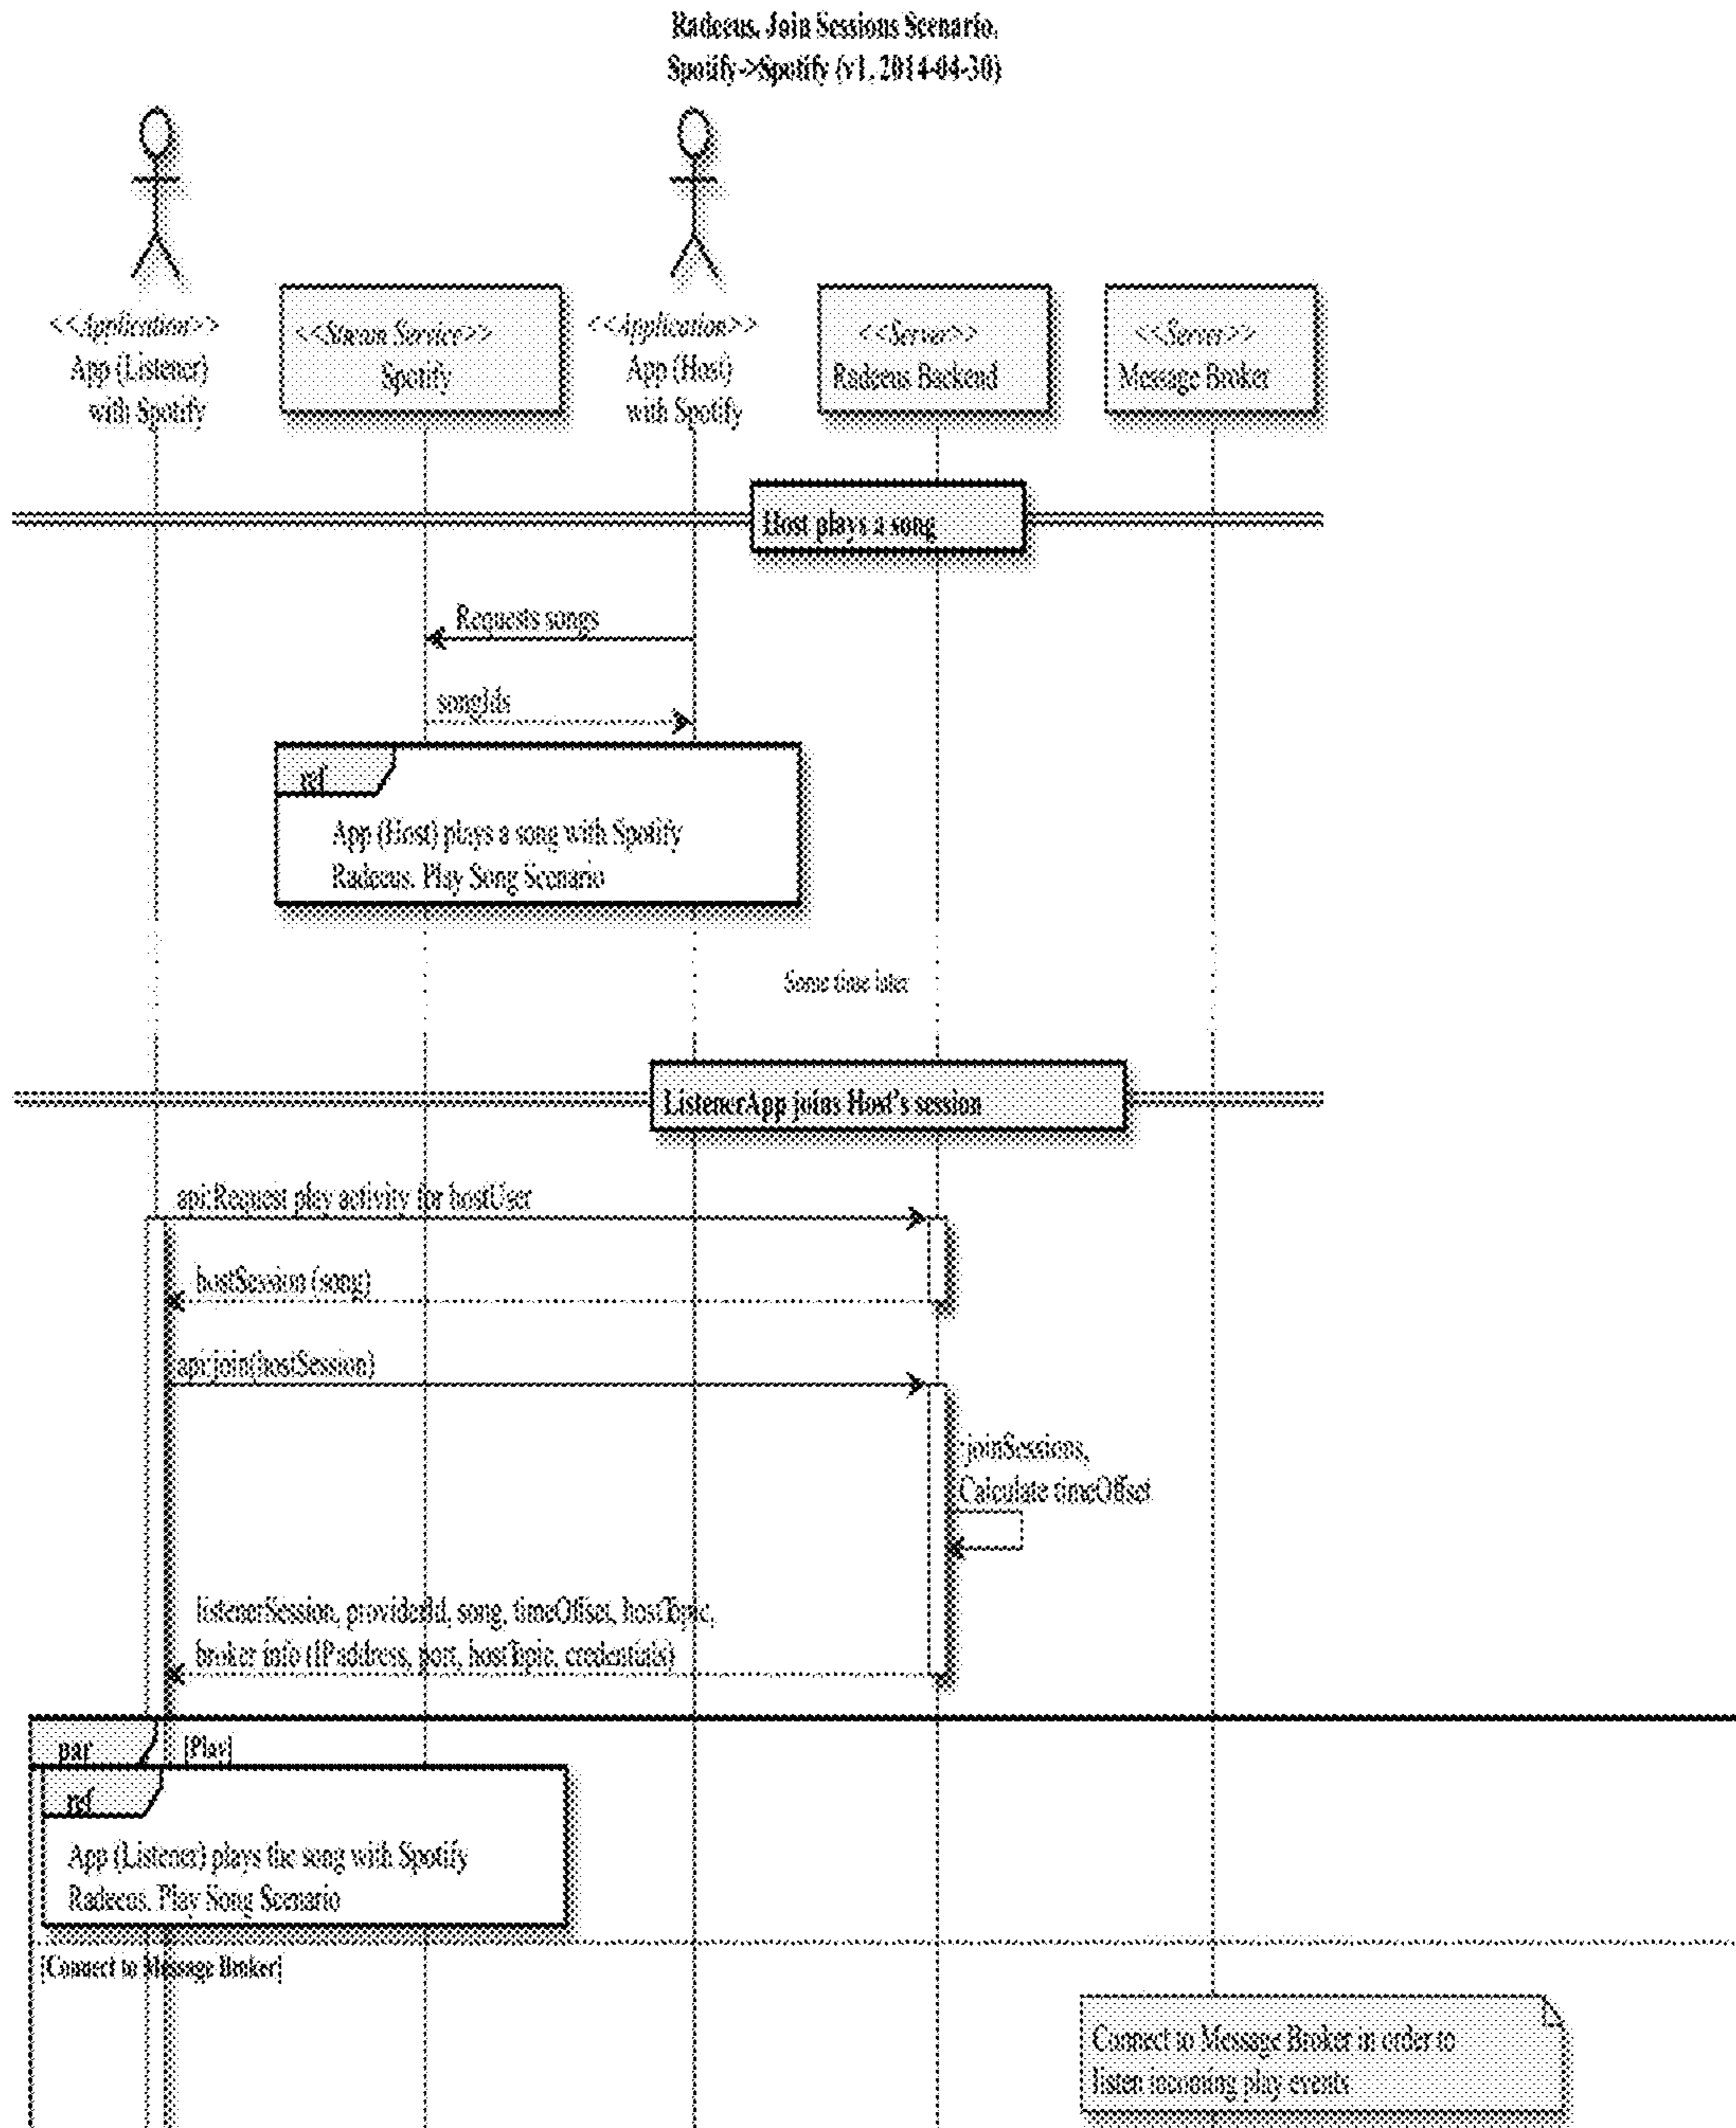 Radeeus. Join Sessions Scenario.
Spotify->Spotify (v1, 2014-04-30)
<<Application>>
App (Listener)
with Spotify
<<Stream Service>>
Spotify
<<Application>>
App (Host)
with Spotify
<<Server>>
Radeeus Backend
<<Server>>
Message Broker
Host plays a song
Requests songs
songIds
ref
App (Host) plays a song with Spotify
Radeeus. Play Song Scenario
Some time later
ListenerApp joins Host's session
api:Request play activity for hostUser
hostSession (song)
api:join(hostSession)
joinSessions,
Calculate timeOffset
listenerSession, providerId, song, timeOffset, hostTopic,
broker info (IPaddress, port, hostTopic, credentials)
par
[Play]
ref
App (Listener) plays the song with Spotify
Radeeus. Play Song Scenario
[Connect to Message Broker]
Connect to Message Broker in order to
listen incoming play events